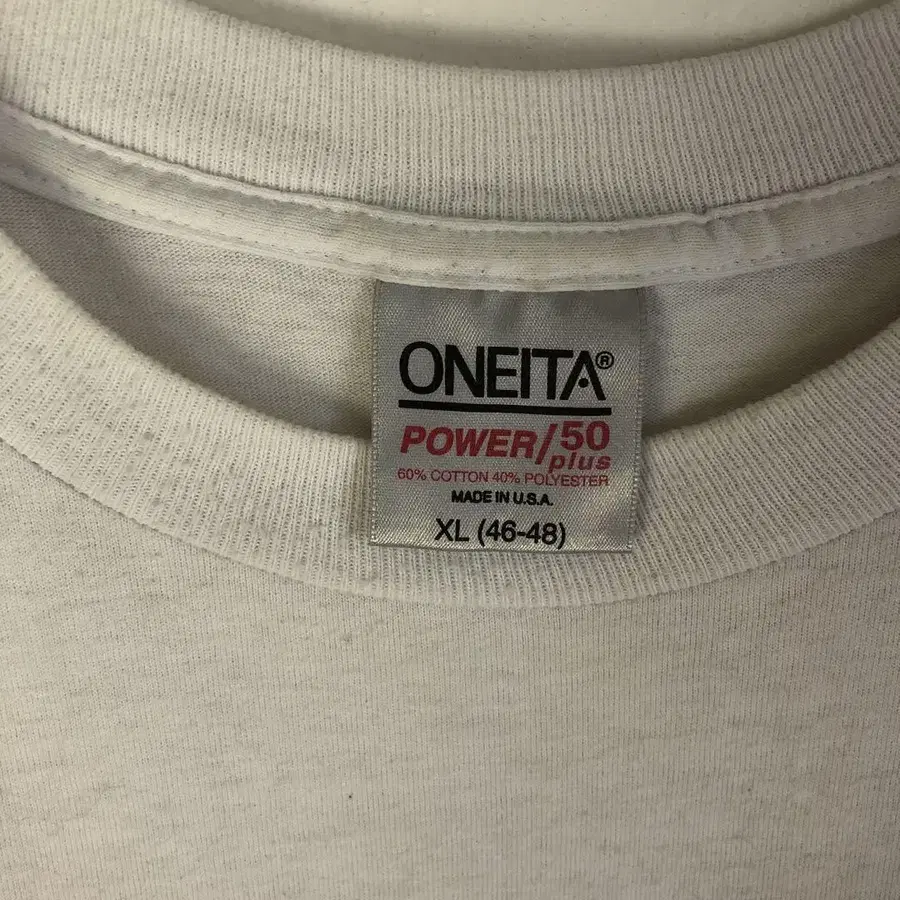 ONEITA®
POWER/50
plus
60% COTTON 40% POLYESTER
MADE IN U.S.A.
XL (46-48)